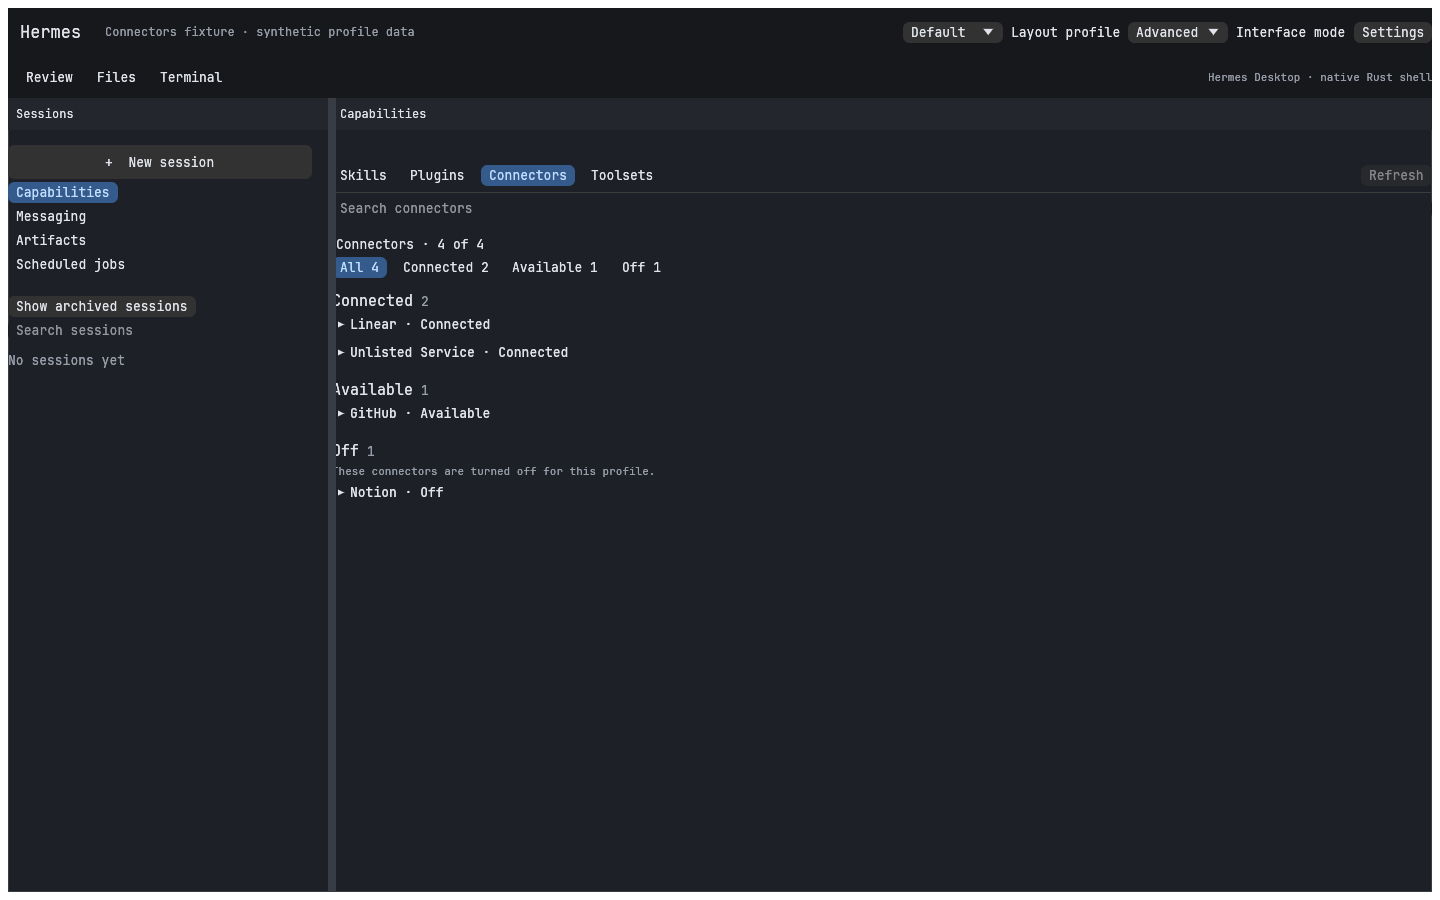 Hermes Connectors fixture · synthetic profile data Default Layout profile Advanced Interface mode Settings
Review Files Terminal Hermes Desktop · native Rust shell
Sessions
+ New session
Capabilities
Messaging
Artifacts
Scheduled jobs
Show archived sessions
Search sessions
No sessions yet
Capabilities
Skills Plugins Connectors Toolsets Refresh
Search connectors
Connectors · 4 of 4
All 4 Connected 2 Available 1 Off 1
Connected 2
Linear · Connected
Unlisted Service · Connected
Available 1
GitHub · Available
Off 1
These connectors are turned off for this profile.
Notion · Off